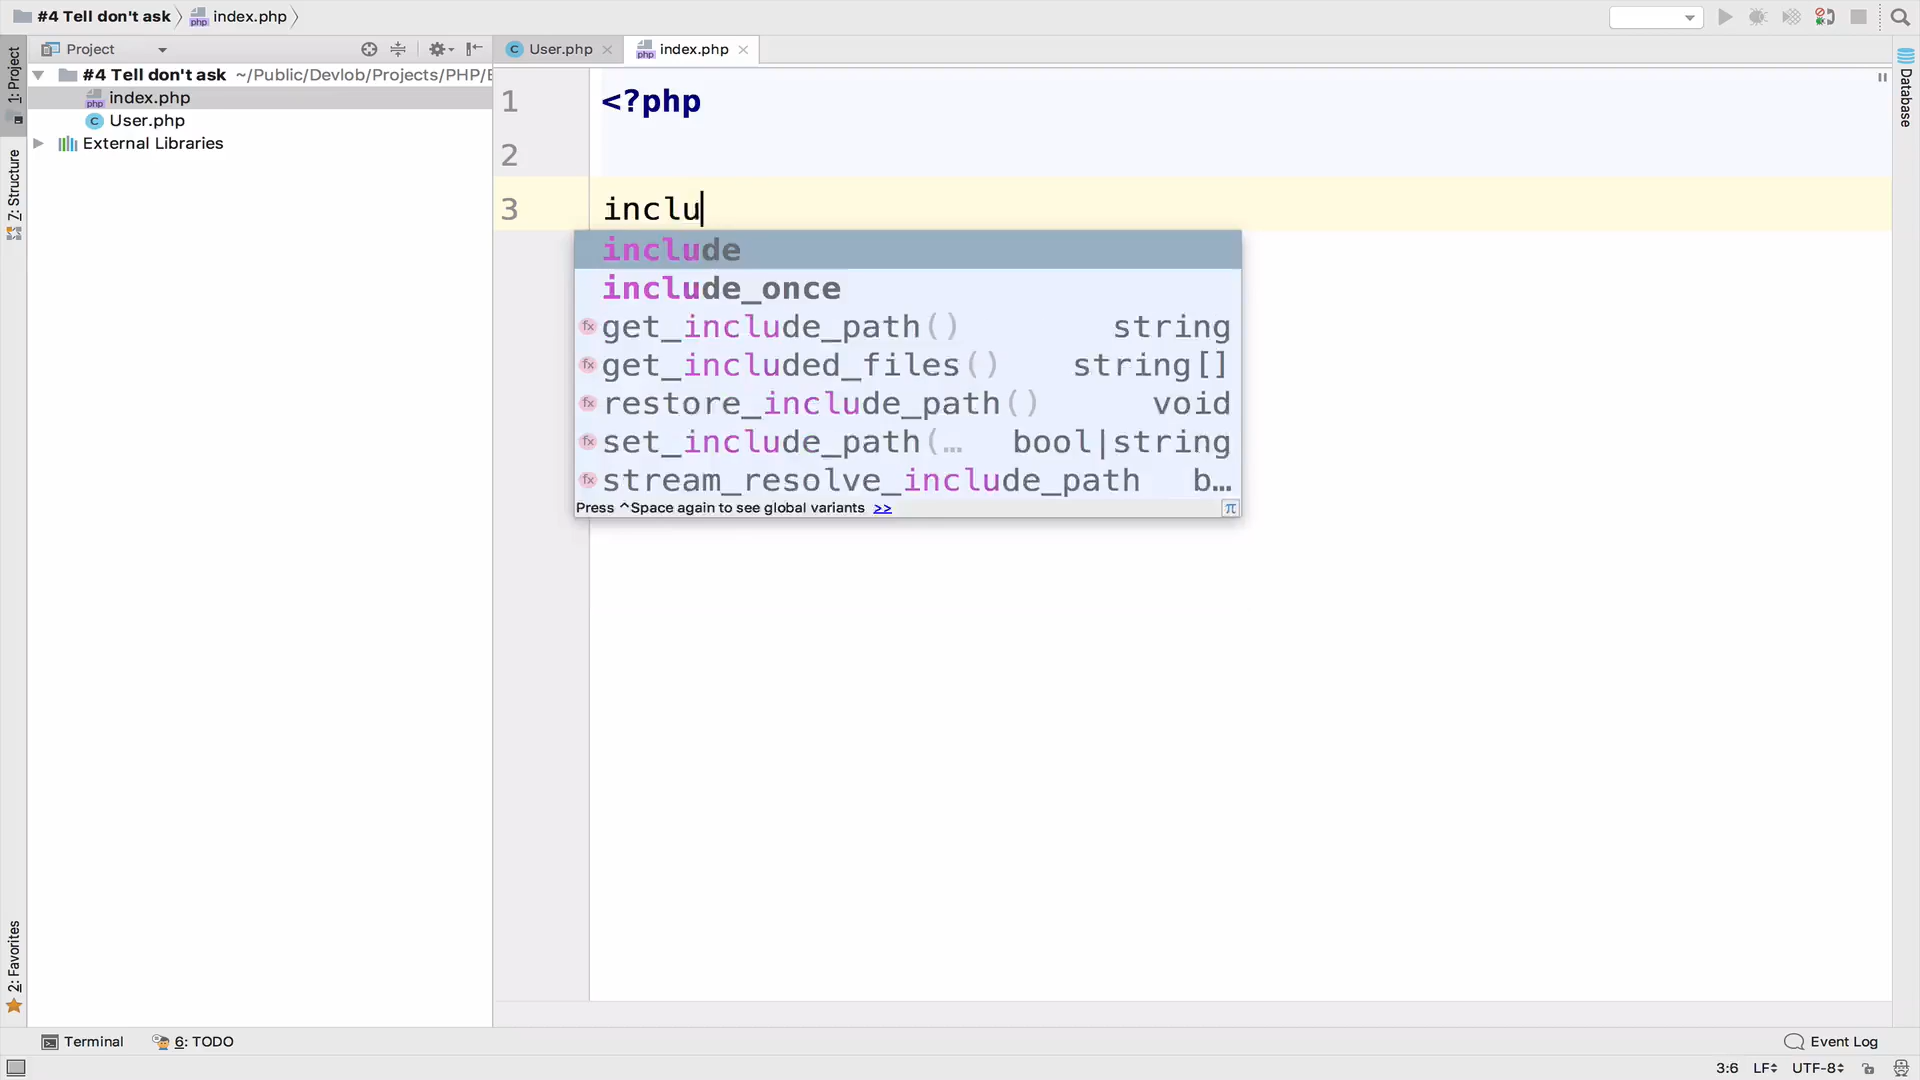 #4 Tell don't ask index.php
Project
User.php
index.php
1: Project
7: Structure
2: Favorites
Database
#4 Tell don't ask ~/Public/Devlob/Projects/PHP/E
index.php
User.php
External Libraries
1 <?php
2
3 inclu
include
include_once
get_include_path() string
get_included_files() string[]
restore_include_path() void
set_include_path(… bool|string
stream_resolve_include_path b…
Press ^Space again to see global variants >> π
Terminal 6: TODO Event Log
3:6 LF UTF-8